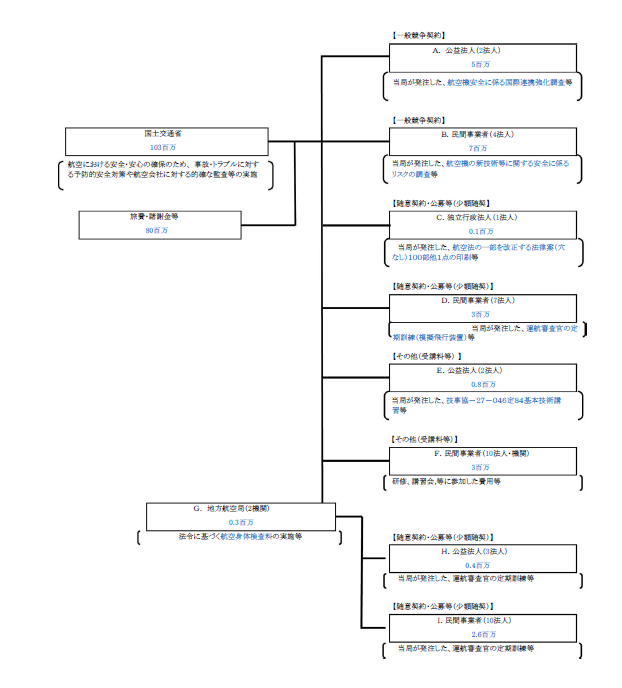 【一般競争契約】
A. 公益法人(2法人)
5百万
当局が発注した、航空機安全に係る国際連携強化調査等
【一般競争契約】
国土交通省
103百万
航空における安全・安心の確保のため、事故・トラブルに対す
る予防的安全対策や航空会社に対する的確な監査等の実施
B. 民間事業者(4法人)
7百万
当局が発注した、航空機の新技術等に関する安全に係る
リスクの調査等
旅費・諸謝金等
80百万
【随意契約・公募等(少額随契)】
C. 独立行政法人(1法人)
0.1百万
当局が発注した、航空法の一部を改正する法律案(穴
なし)100部他1点の印刷等
【随意契約・公募等(少額随契)】
D. 民間事業者(7法人)
3百万
当局が発注した、運航審査官の定
期訓練(模擬飛行装置)等
【その他(受講料等) 】
E. 公益法人(2法人)
0.8百万
当局が発注した、技事協－27－046定84基本技術講
習等
【その他(受講料等)】
F. 民間事業者(10法人・機関)
3百万
研修、講習会,等に参加した費用等
G. 地方航空局(2機関)
0.3百万
法令に基づく航空身体検査料の実施等
【随意契約・公募等(少額随契)】
H. 公益法人(3法人)
0.4百万
当局が発注した、運航審査官の定期訓練等
【随意契約・公募等(少額随契)】
I. 民間事業者(10法人)
2.6百万
当局が発注した、運航審査官の定期訓練等